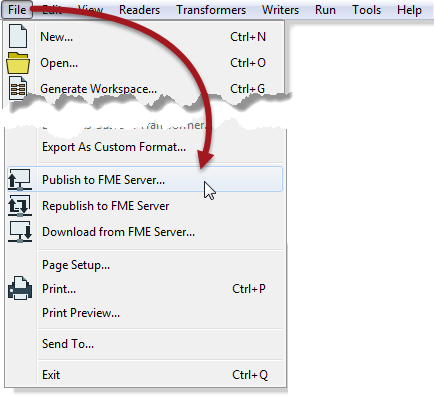 File Edit View Readers Transformers Writers Run Tools Help
New... Ctrl+N
Open... Ctrl+O
Generate Workspace... Ctrl+G
Export As Custom Format...
Publish to FME Server...
Republish to FME Server
Download from FME Server...
Page Setup...
Print... Ctrl+P
Print Preview...
Send To...
Exit Ctrl+Q